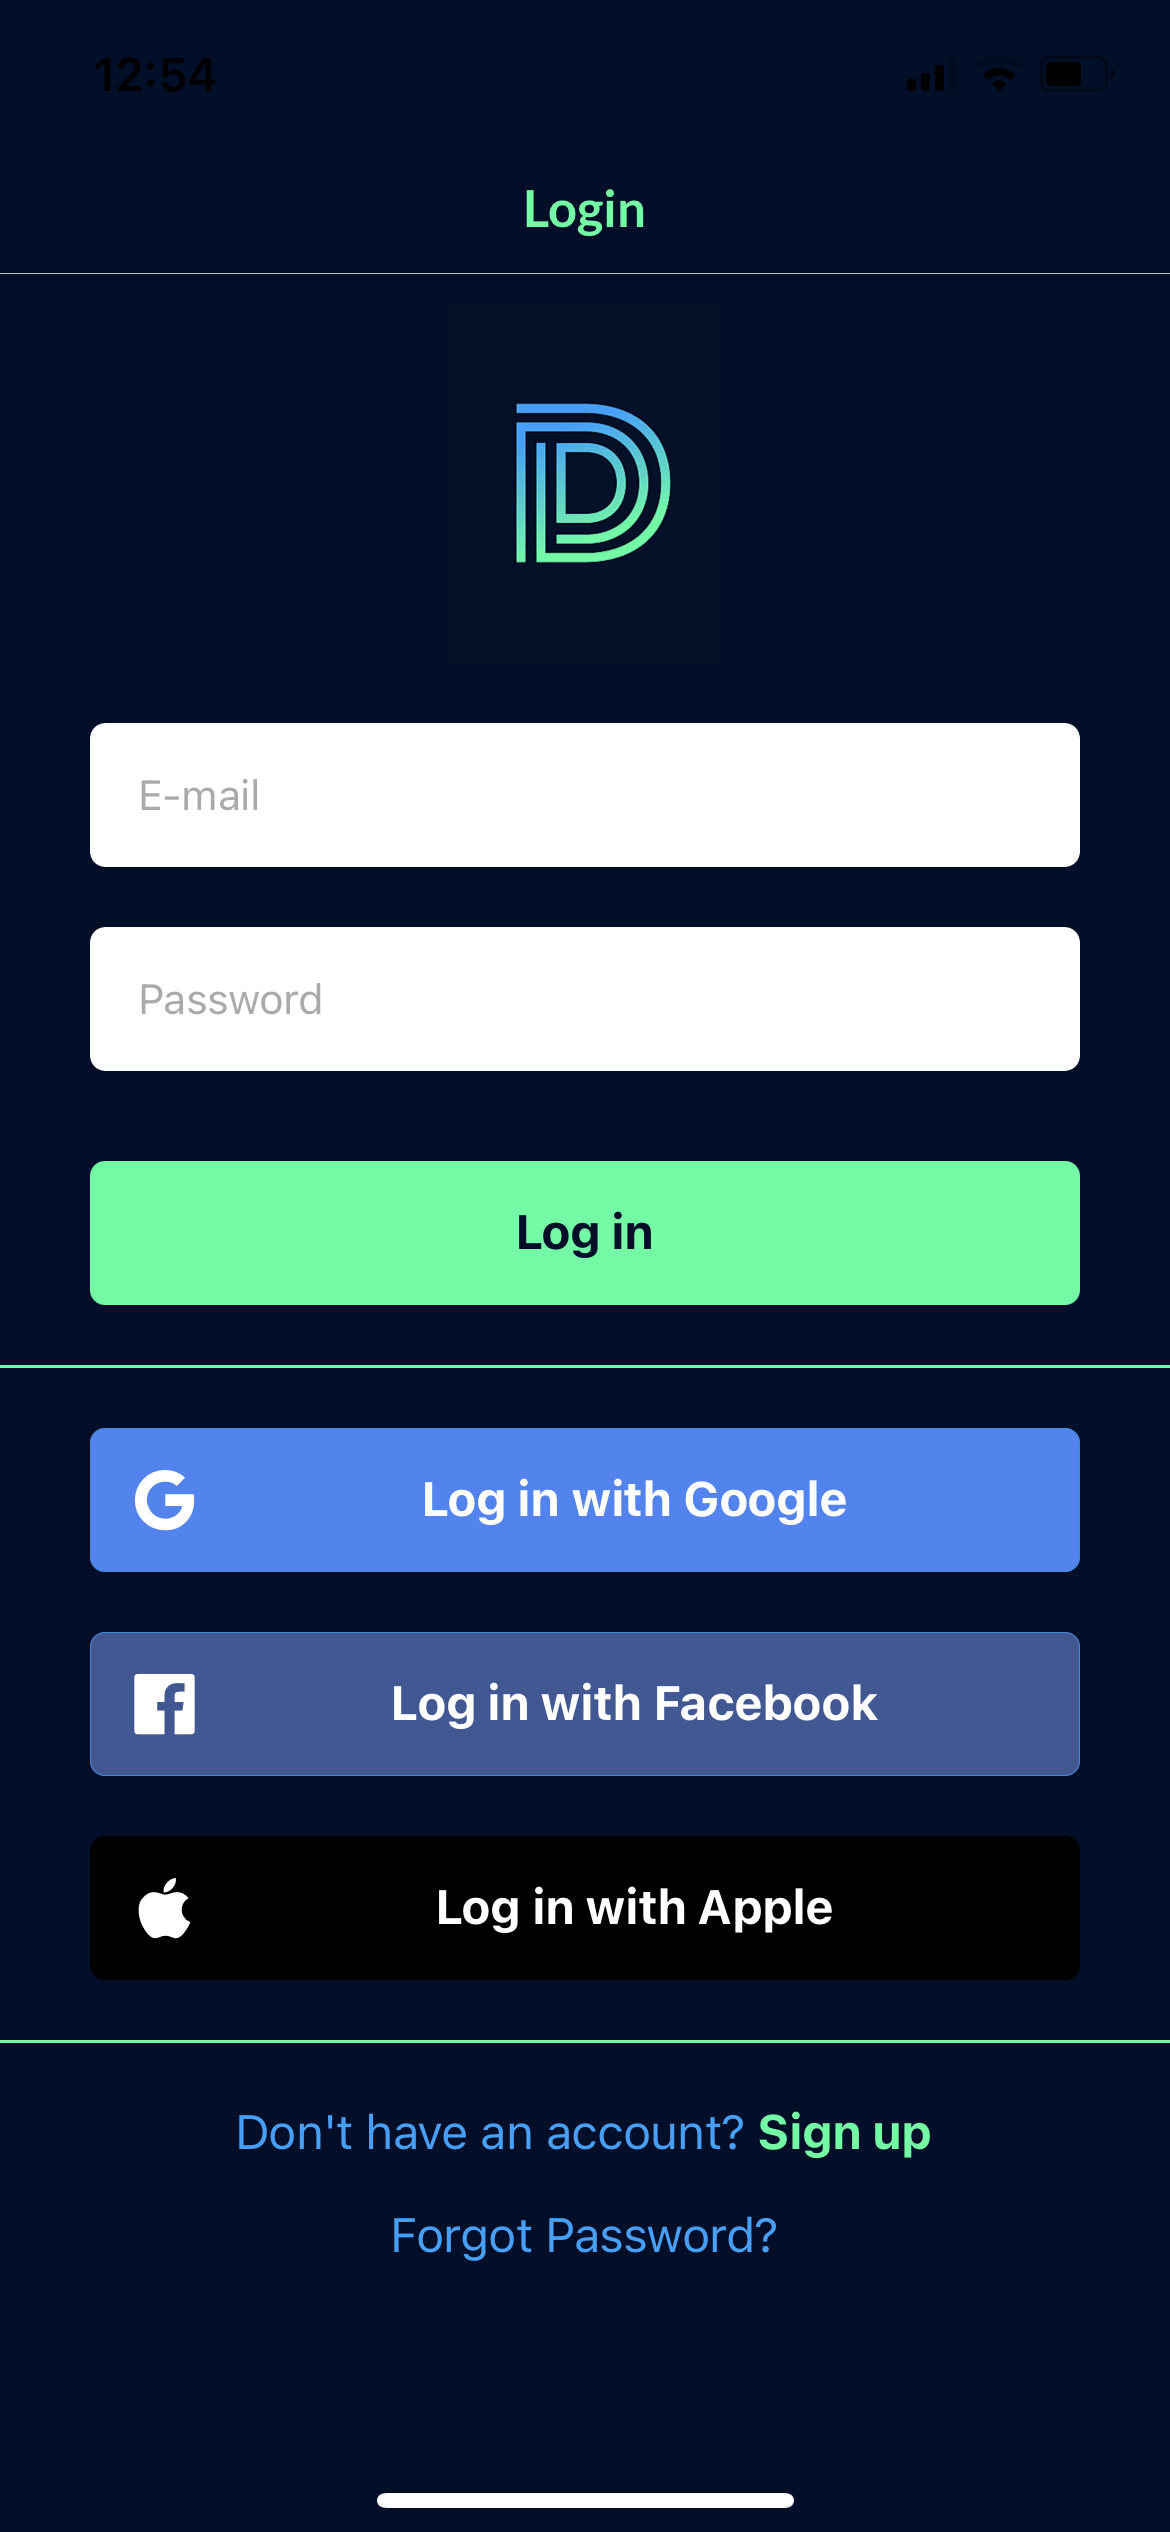 12:54
Login
D
E-mail
Password
Log in
Log in with Google
Log in with Facebook
Log in with Apple
Don't have an account? Sign up
Forgot Password?